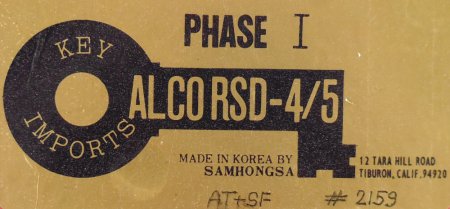 PHASE I
KEY
IMPORTS
ALCO RSD-4/5
MADE IN KOREA BY
SAMHONGSA
12 TARA HILL ROAD
TIBURON, CALIF. 94920
AT+SF # 2159